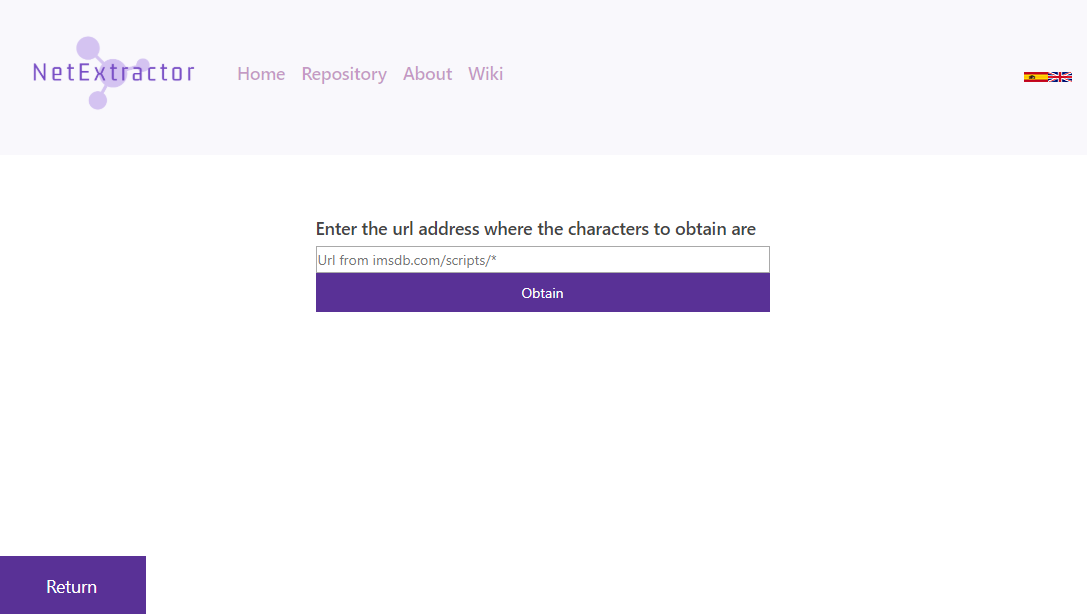 NetExtractor
Home Repository About Wiki
Enter the url address where the characters to obtain are
Url from imsdb.com/scripts/*
Obtain
Return